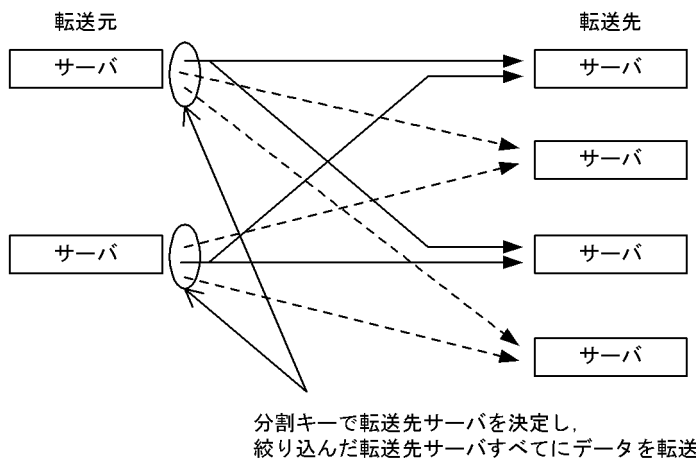 転送元 転送先
サーバ サーバ
サーバ
サーバ サーバ
サーバ
分割キーで転送先サーバを決定し，
絞り込んだ転送先サーバすべてにデータを転送